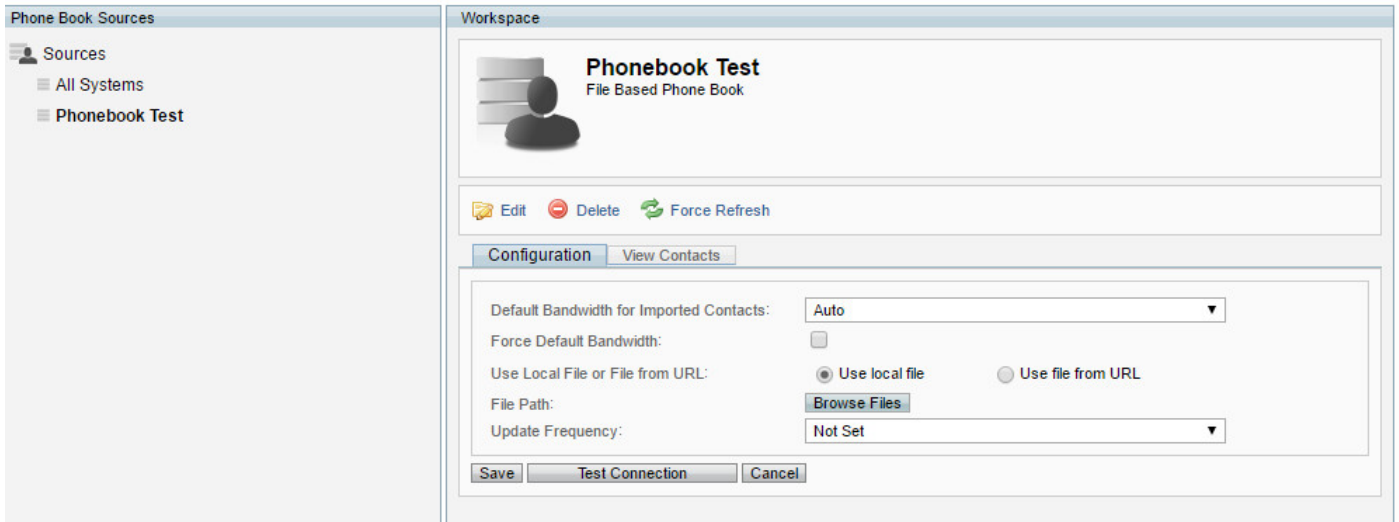 Phone Book Sources
Sources
All Systems
Phonebook Test
Workspace
Phonebook Test
File Based Phone Book
Edit Delete Force Refresh
Configuration View Contacts
Default Bandwidth for Imported Contacts: Auto
Force Default Bandwidth:
Use Local File or File from URL: Use local file Use file from URL
File Path: Browse Files
Update Frequency: Not Set
Save Test Connection Cancel